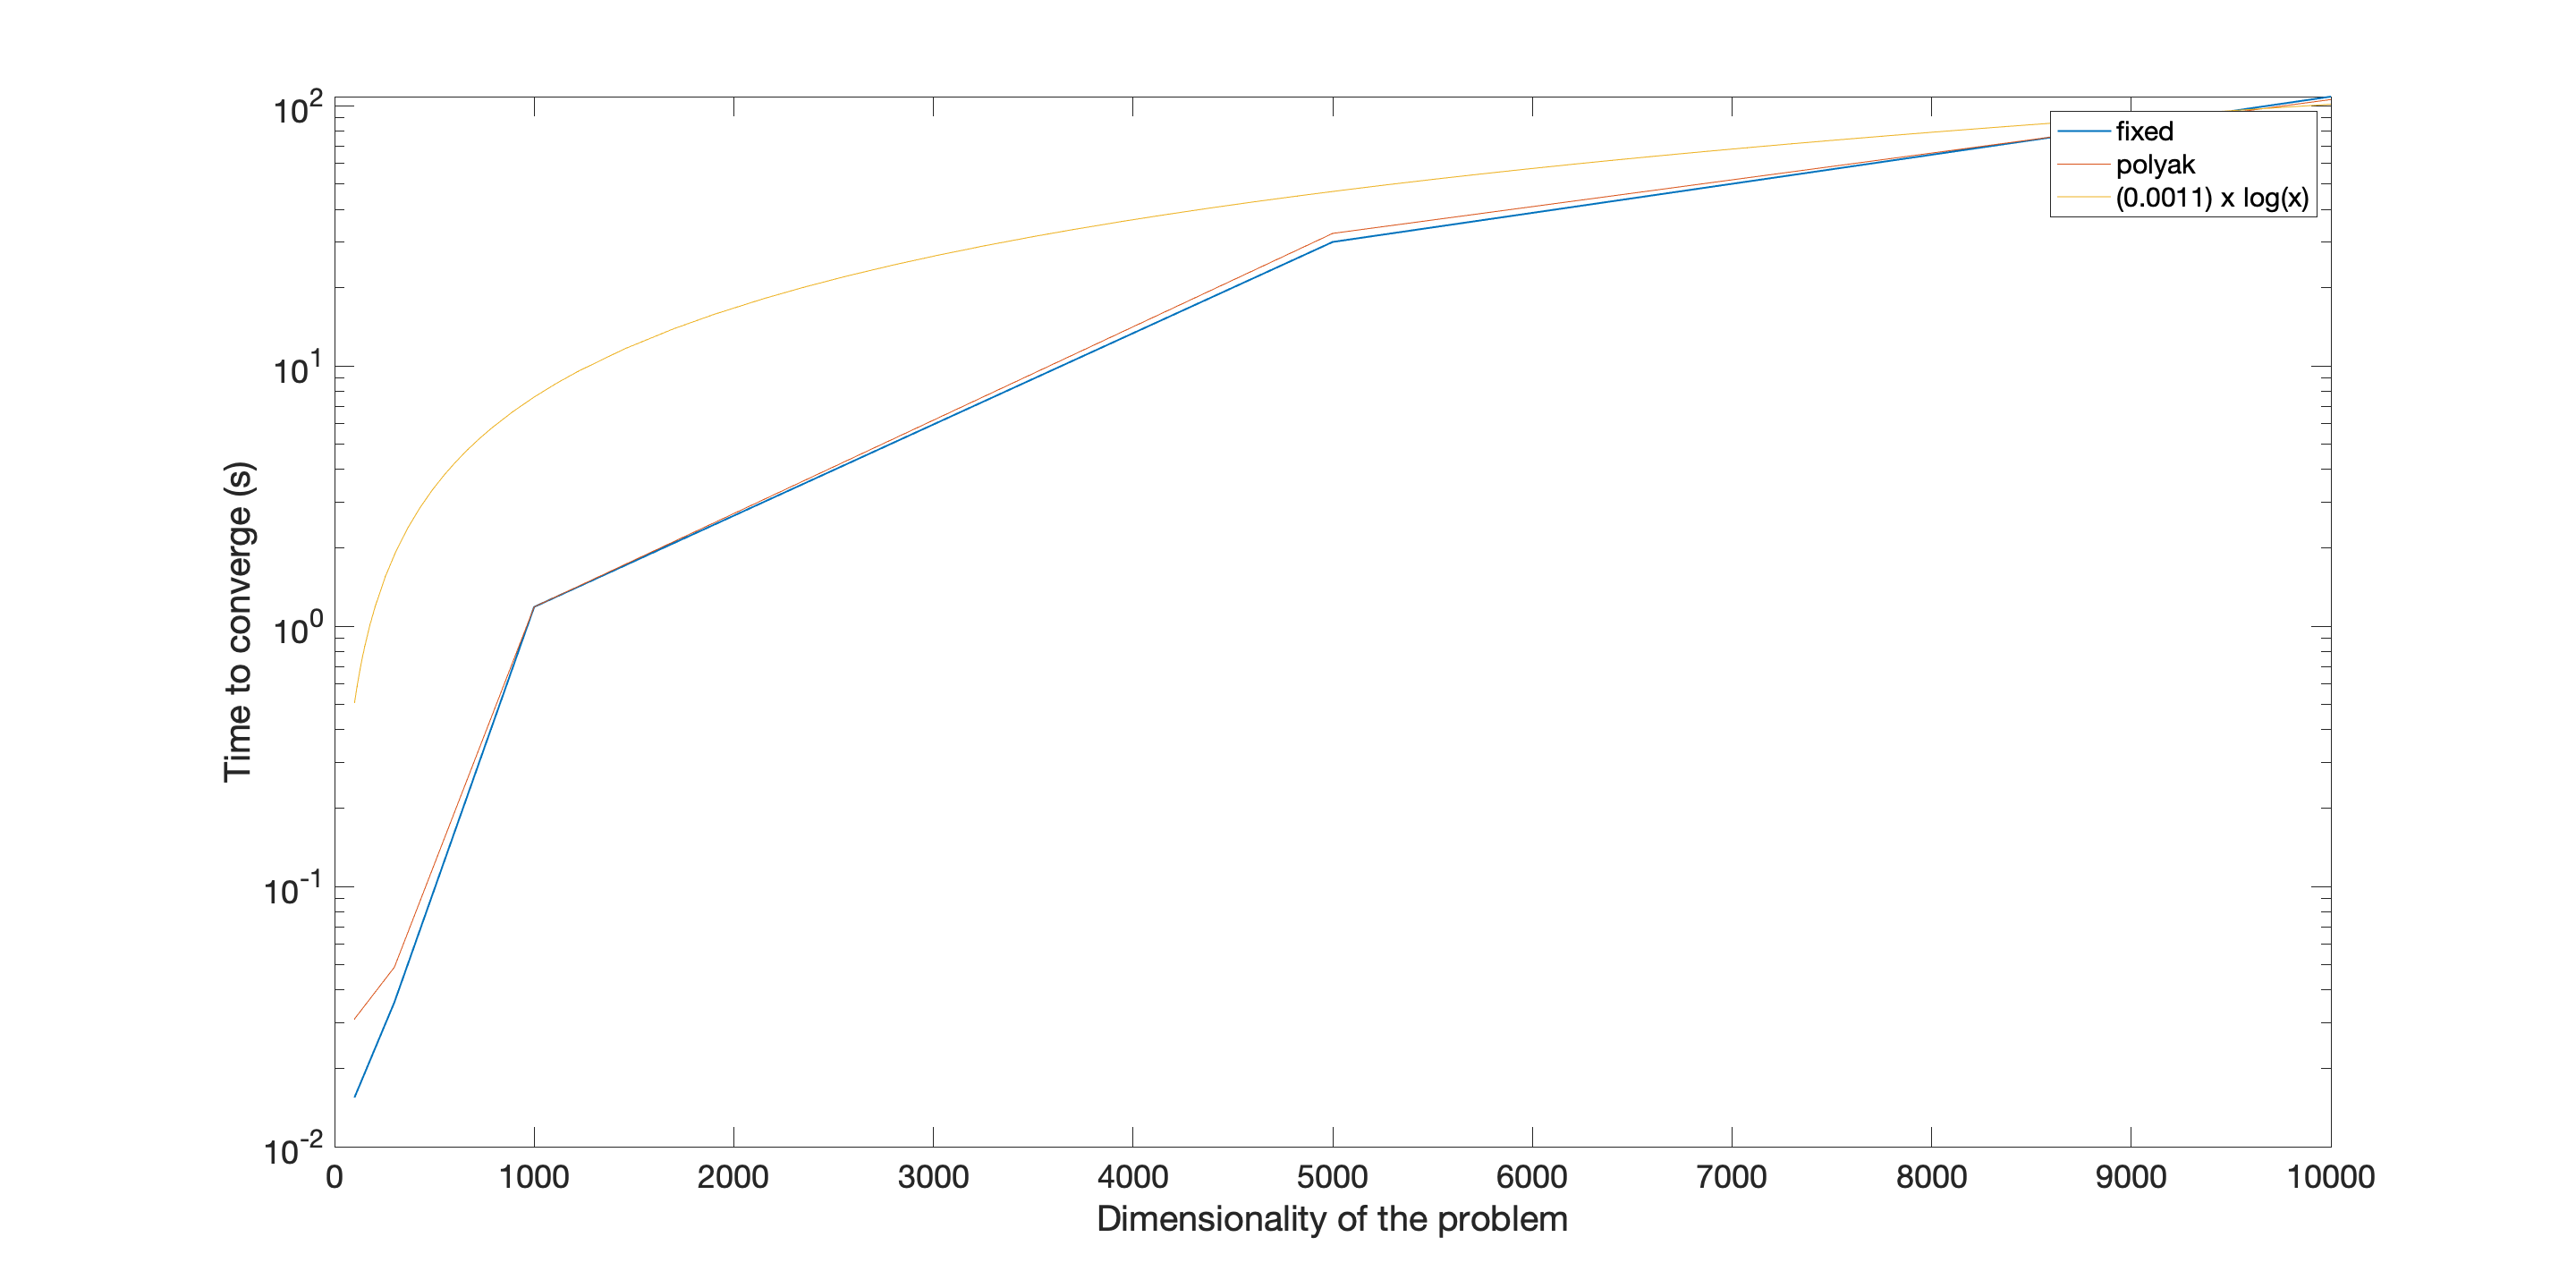 10^2
10^1
10^0
10^-1
10^-2
Time to converge (s)
fixed
polyak
(0.0011) x log(x)
0 1000 2000 3000 4000 5000 6000 7000 8000 9000 10000
Dimensionality of the problem